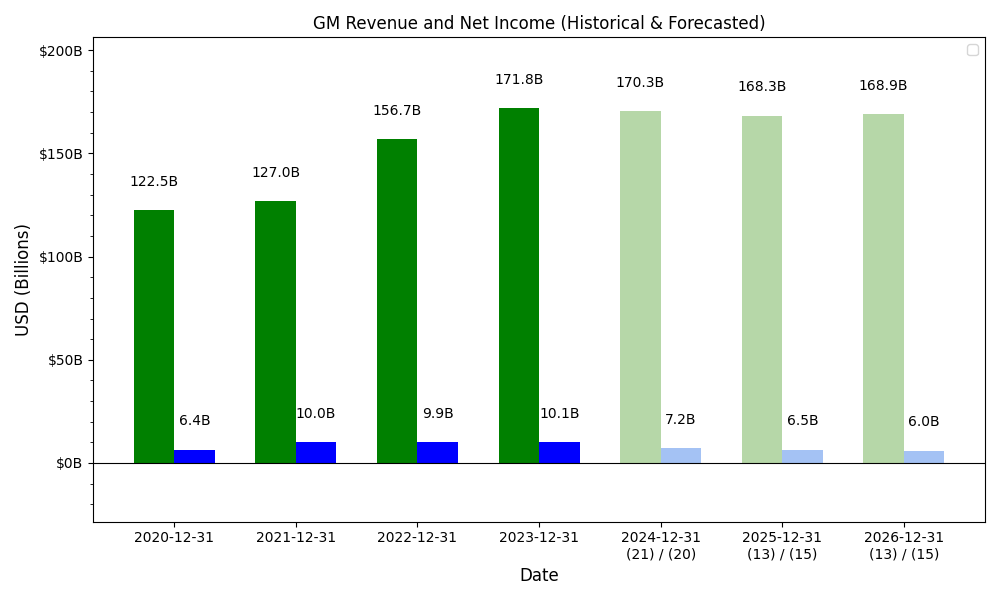 GM Revenue and Net Income (Historical & Forecasted)
$200B
$150B
$100B
$50B
$0B
USD (Billions)
122.5B
127.0B
156.7B
171.8B
170.3B
168.3B
168.9B
6.4B
10.0B
9.9B
10.1B
7.2B
6.5B
6.0B
2020-12-31
2021-12-31
2022-12-31
2023-12-31
2024-12-31
(21) / (20)
2025-12-31
(13) / (15)
2026-12-31
(13) / (15)
Date